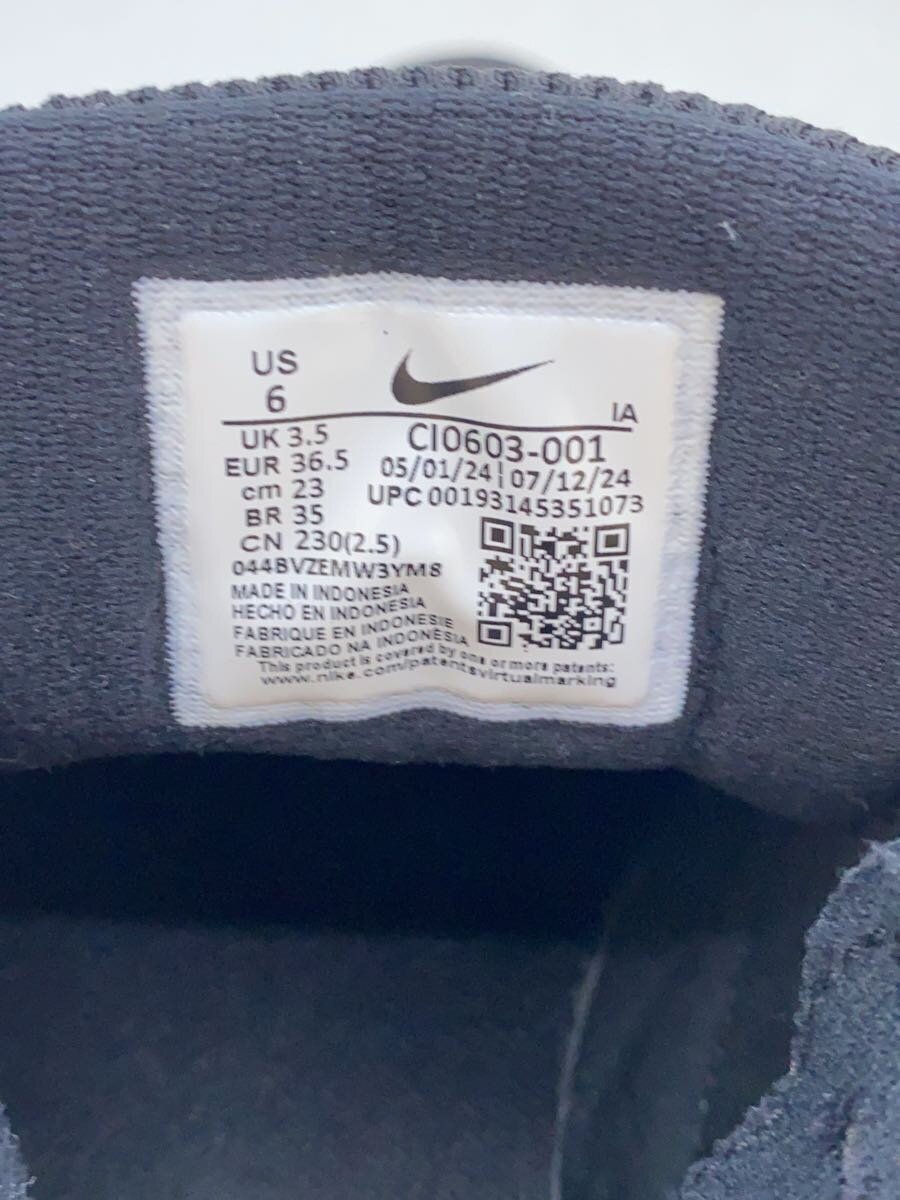 US
6
IA
UK 3.5
EUR 36.5
cm 23
BR 35
CN 230(2.5)
CI0603-001
05/01/24 | 07/12/24
UPC 00193145351073
044BVZEMW3YM8
MADE IN INDONESIA
HECHO EN INDONESIA
FABRIQUE EN INDONESIE
FABRICADO NA INDONÉSIA
This product is covered by one or more patents:
www.nike.com/patentsvirtualmarking